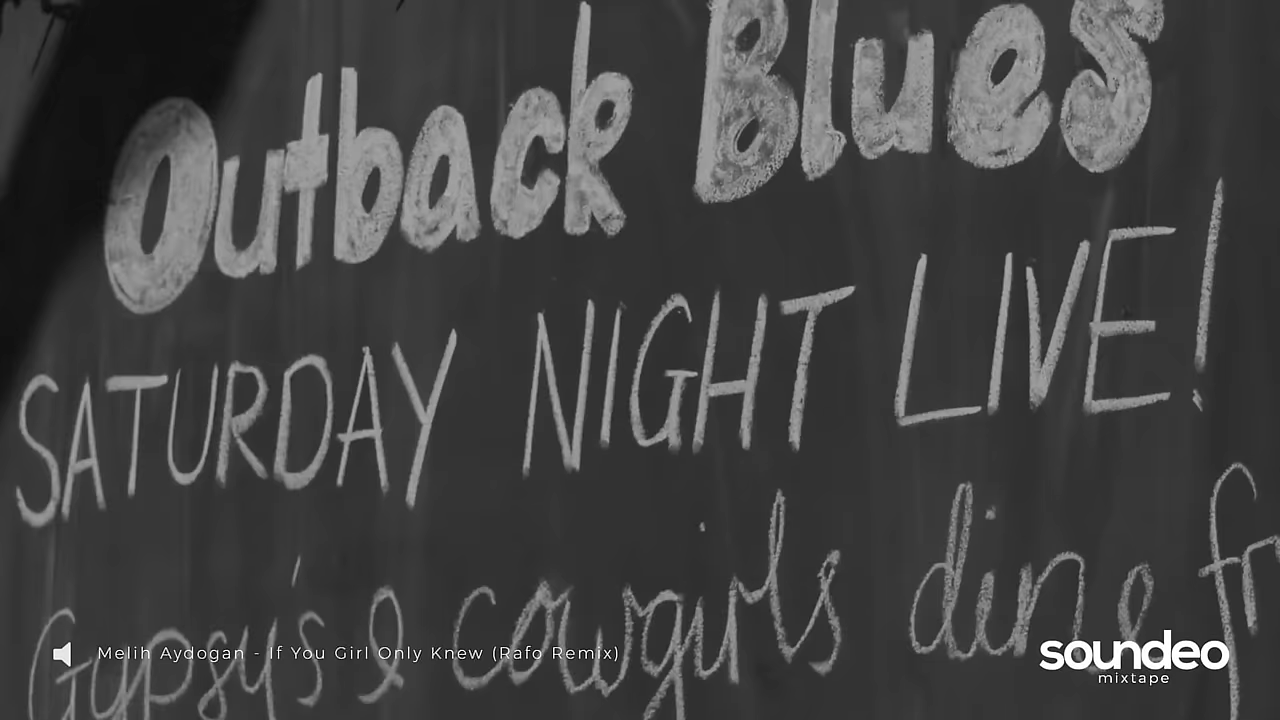 Outback Blues
SATURDAY NIGHT LIVE!
Gypsy's & cowgirls dine fr
Melih Aydogan - If You Girl Only Knew (Rafo Remix)
soundeo
mixtape